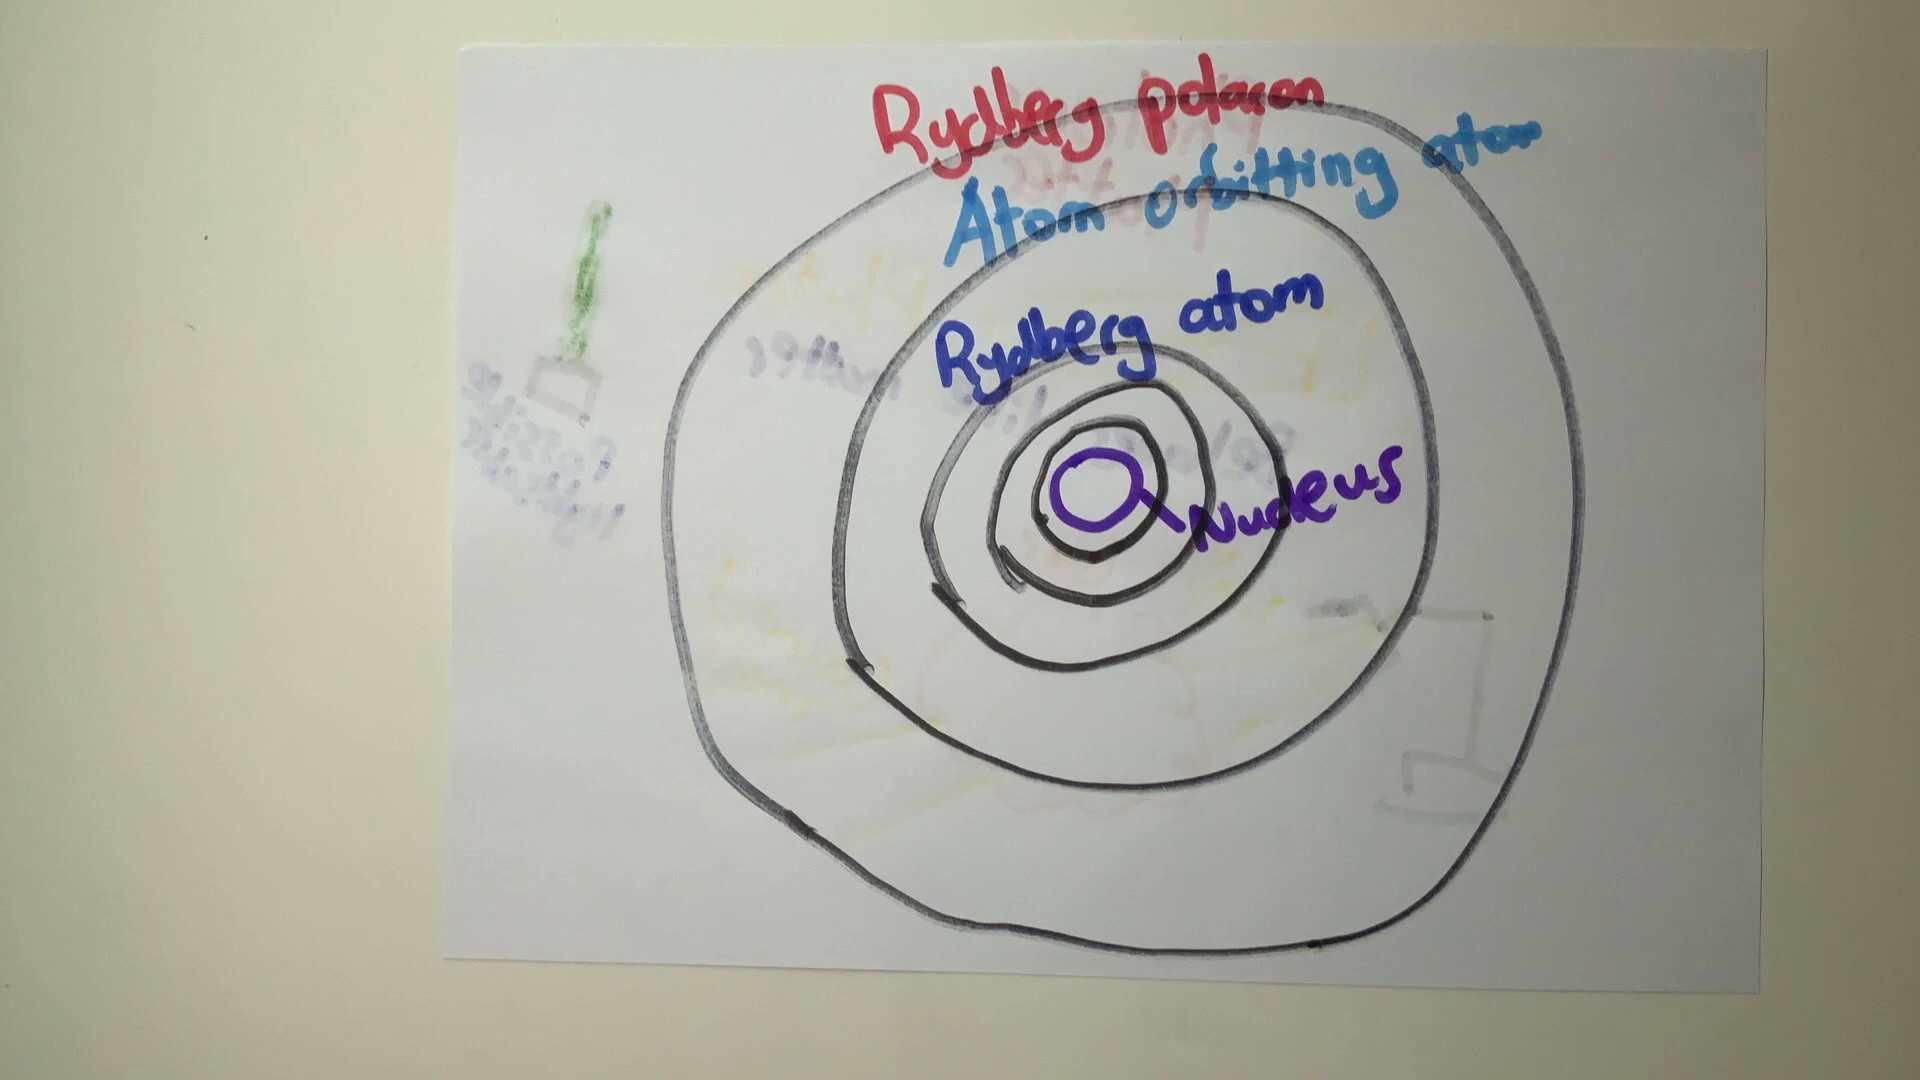 Rydberg polaron
Atom orbitting atom
Rydberg atom
Nucleus